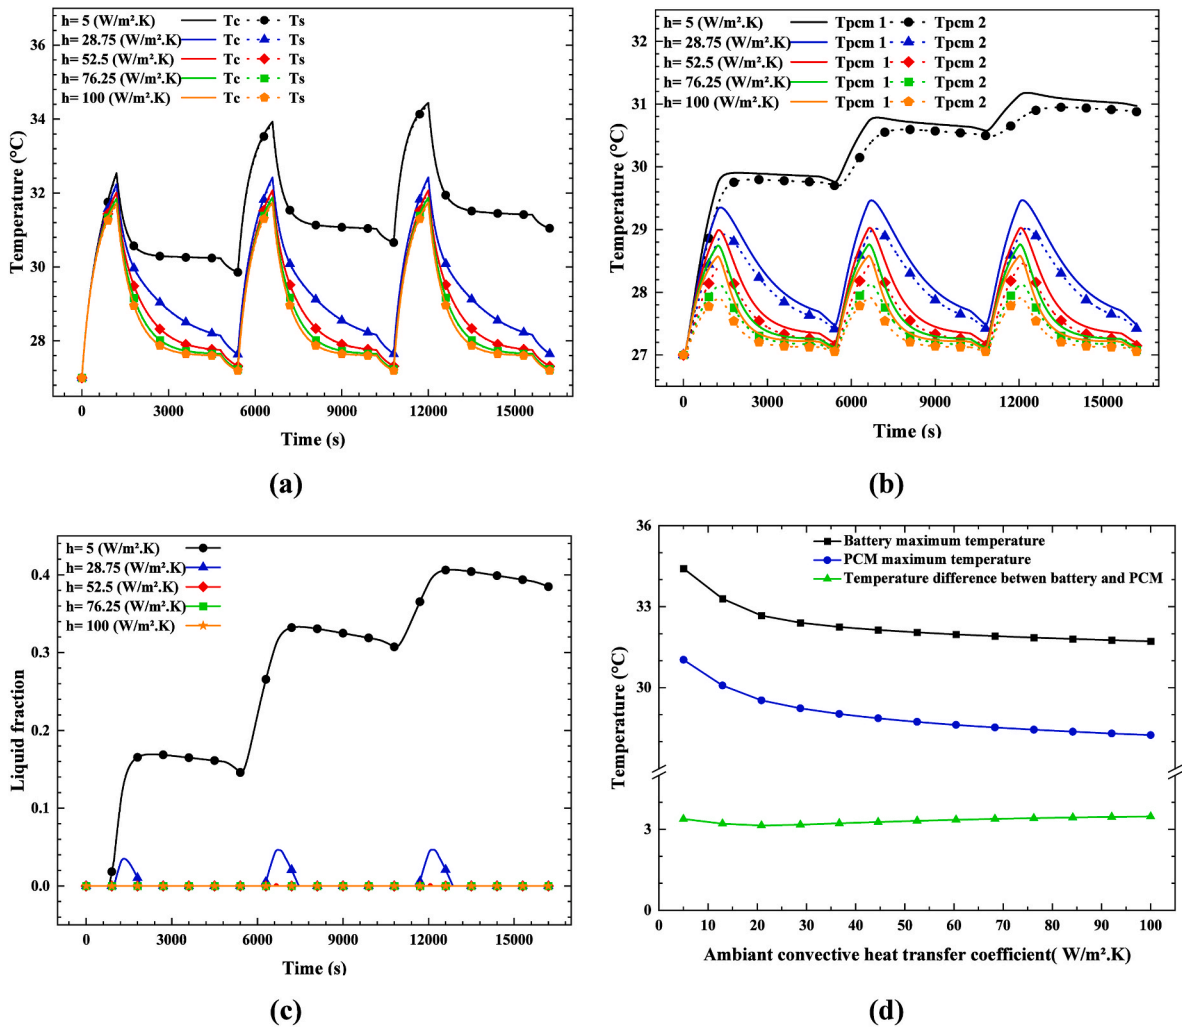 h= 5 (W/m².K) Tc Ts
h= 28.75 (W/m².K) Tc Ts
h= 52.5 (W/m².K) Tc Ts
h= 76.25 (W/m².K) Tc Ts
h= 100 (W/m².K) Tc Ts
36
34
32
30
28
26
Temperature (°C)
0 3000 6000 9000 12000 15000
Time (s)
(a)
h= 5 (W/m².K) Tpcm 1 Tpcm 2
h= 28.75 (W/m².K) Tpcm 1 Tpcm 2
h= 52.5 (W/m².K) Tpcm 1 Tpcm 2
h= 76.25 (W/m².K) Tpcm 1 Tpcm 2
h= 100 (W/m².K) Tpcm 1 Tpcm 2
32
31
30
29
28
27
Temperature (°C)
0 3000 6000 9000 12000 15000
Time (s)
(b)
h= 5 (W/m².K)
h= 28.75 (W/m².K)
h= 52.5 (W/m².K)
h= 76.25 (W/m².K)
h= 100 (W/m².K)
0.4
0.3
0.2
0.1
0.0
Liquid fraction
0 3000 6000 9000 12000 15000
Time (s)
(c)
Battery maximum temperature
PCM maximum temperature
Temperature difference betwen battery and PCM
36
33
30
3
0
Temperature (°C)
0 10 20 30 40 50 60 70 80 90 100
Ambiant convective heat transfer coefficient( W/m².K)
(d)